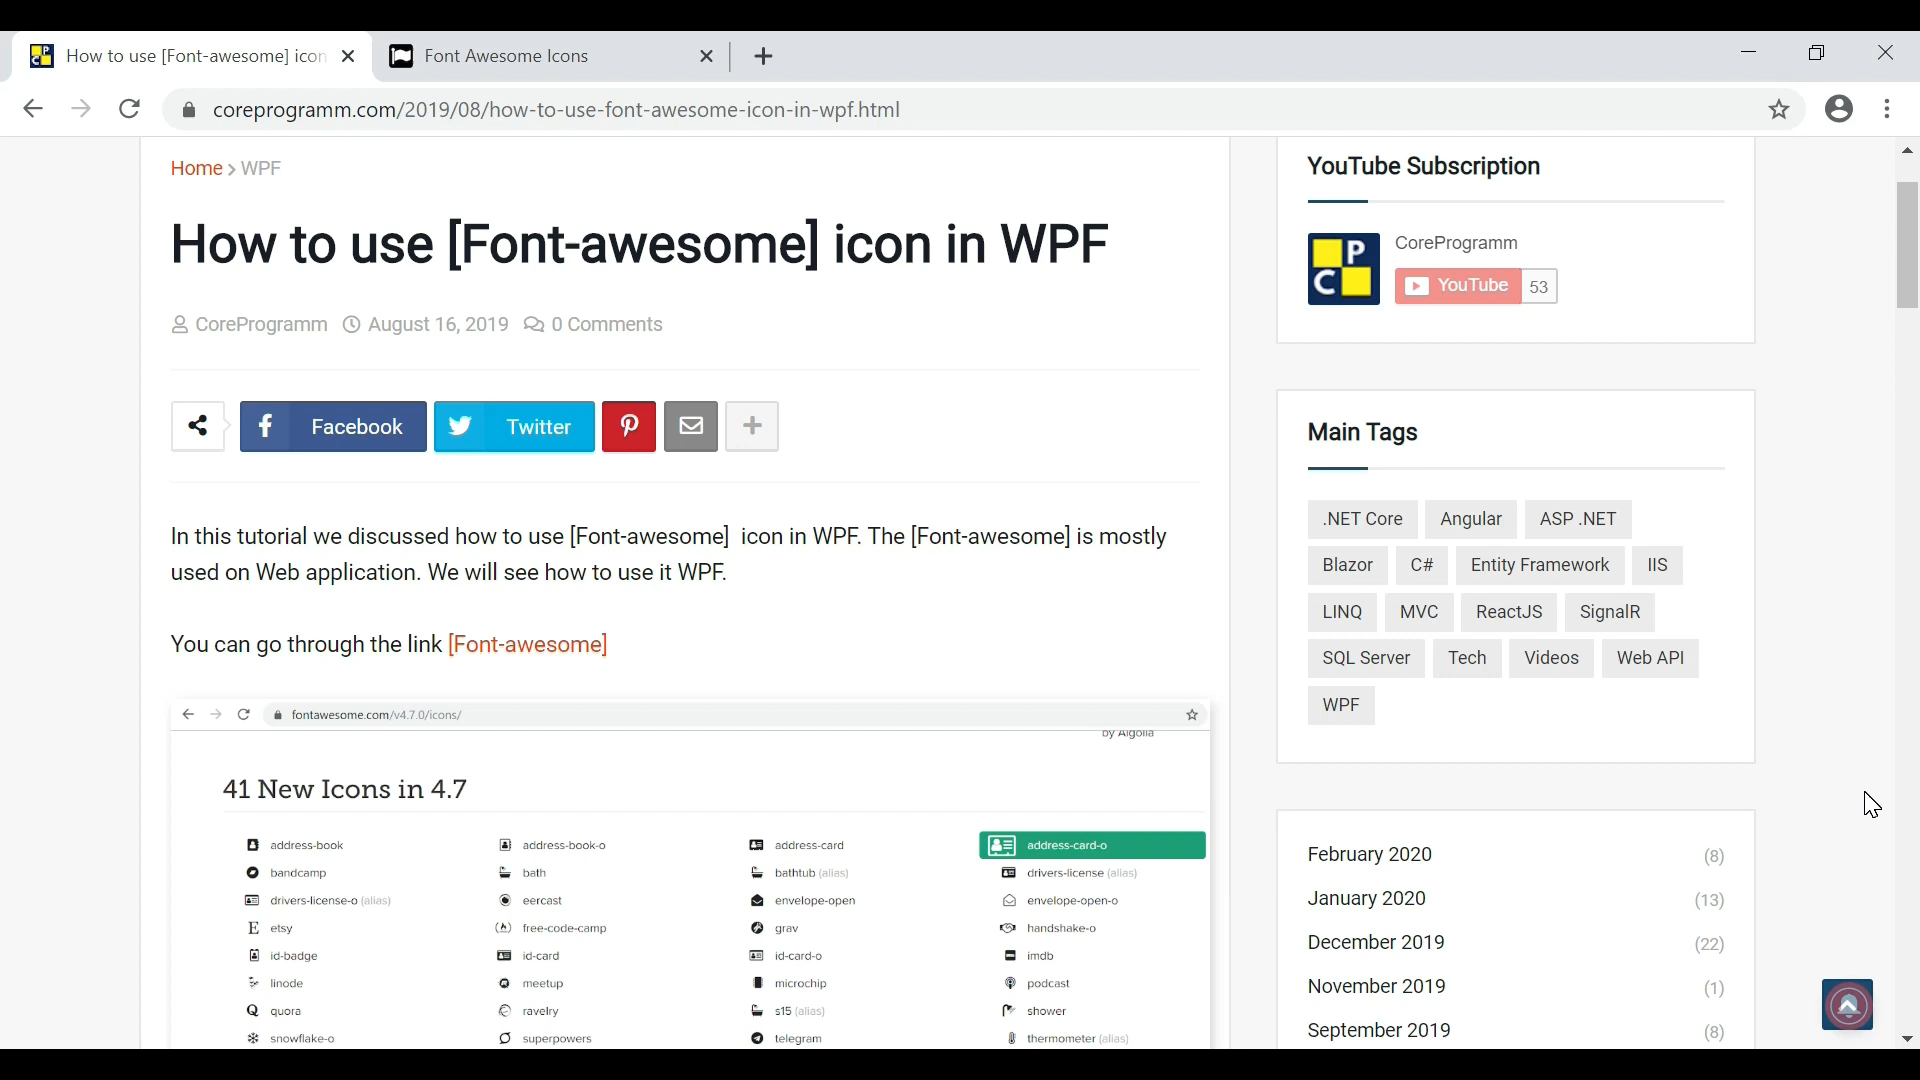 How to use [Font-awesome] icon
Font Awesome Icons
coreprogramm.com/2019/08/how-to-use-font-awesome-icon-in-wpf.html
Home > WPF
How to use [Font-awesome] icon in WPF
CoreProgramm August 16, 2019 0 Comments
Facebook Twitter
In this tutorial we discussed how to use [Font-awesome] icon in WPF. The [Font-awesome] is mostly
used on Web application. We will see how to use it WPF.
You can go through the link [Font-awesome]
fontawesome.com/v4.7.0/icons/
by Algolia
41 New Icons in 4.7
address-book address-book-o address-card address-card-o
bandcamp bath bathtub (alias) drivers-license (alias)
drivers-license-o (alias) eercast envelope-open envelope-open-o
etsy free-code-camp grav handshake-o
id-badge id-card id-card-o imdb
linode meetup microchip podcast
quora ravelry s15 (alias) shower
snowflake-o superpowers telegram thermometer (alias)
YouTube Subscription
P
C
CoreProgramm
YouTube 53
Main Tags
.NET Core Angular ASP .NET
Blazor C# Entity Framework IIS
LINQ MVC ReactJS SignalR
SQL Server Tech Videos Web API
WPF
February 2020 (8)
January 2020 (13)
December 2019 (22)
November 2019 (1)
September 2019 (8)